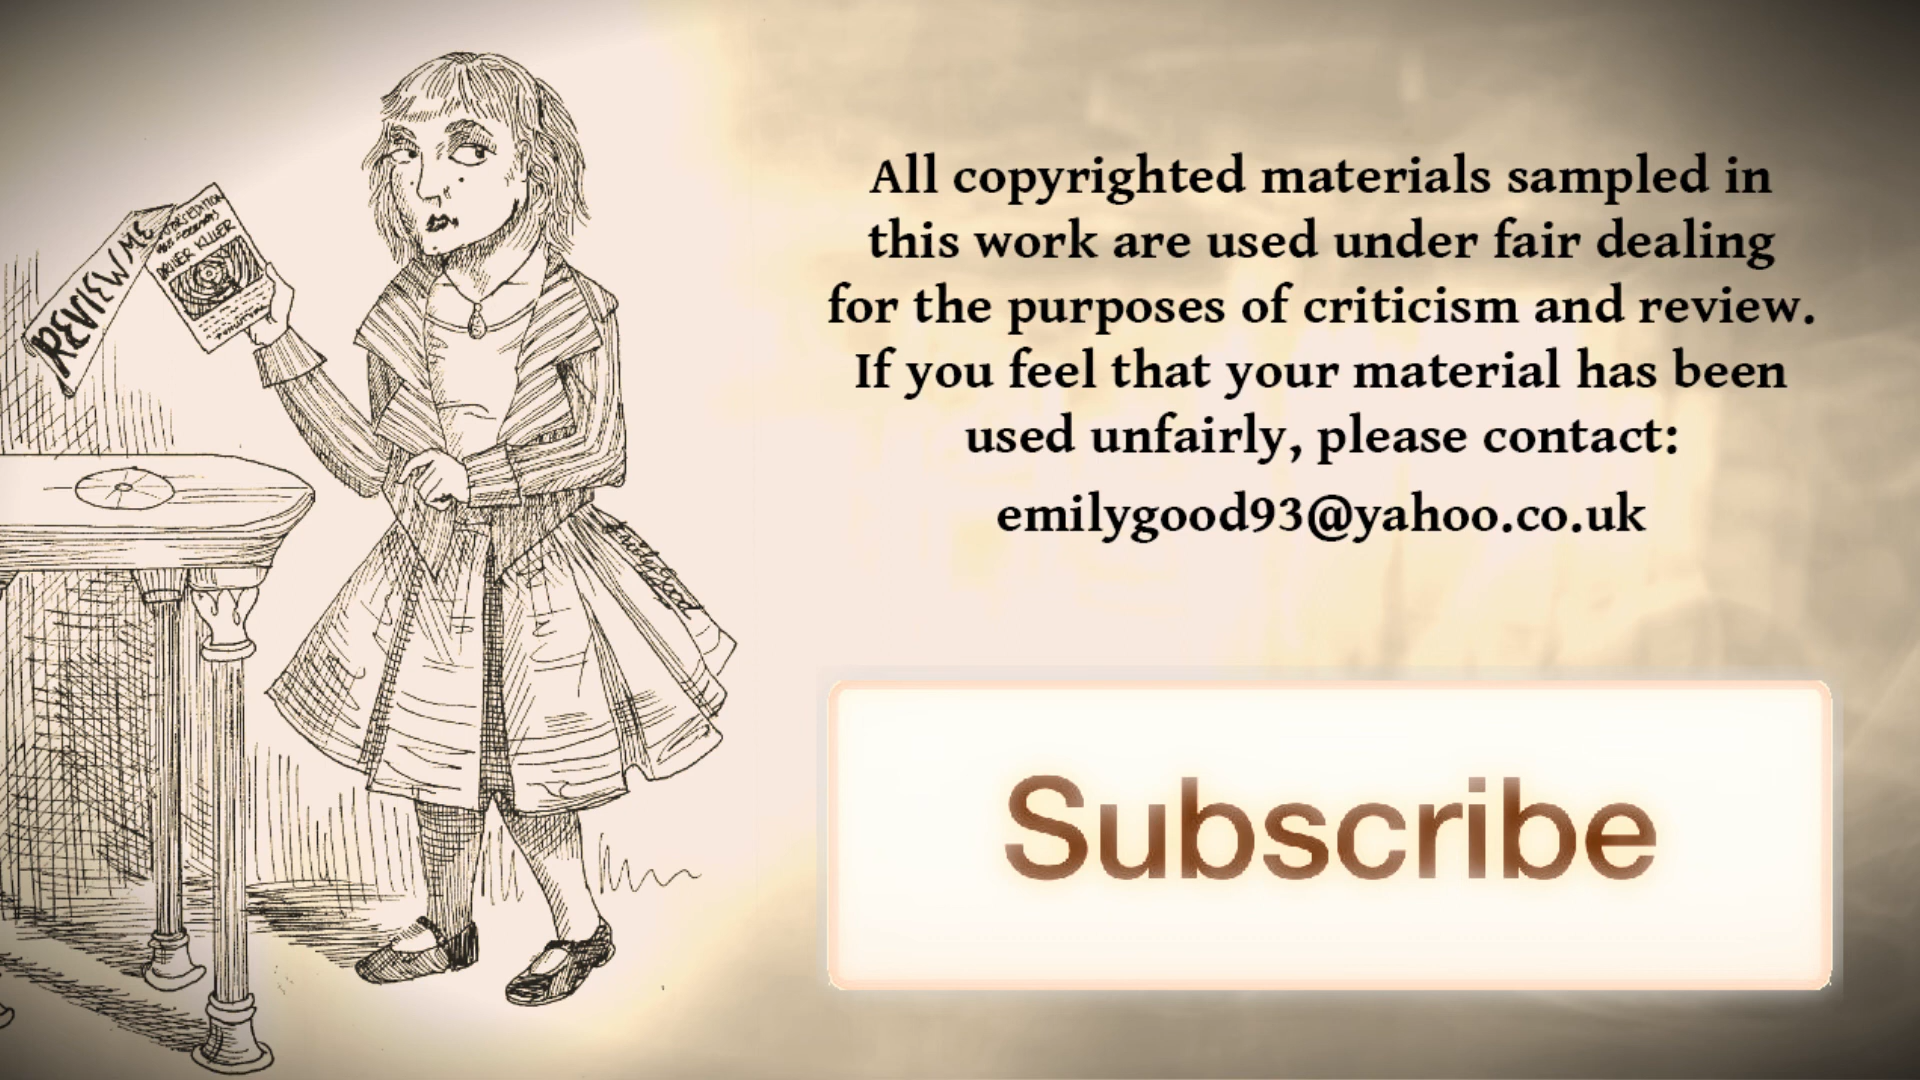 REVIEW ME
DRILLER KILLER
All copyrighted materials sampled in
this work are used under fair dealing
for the purposes of criticism and review.
If you feel that your material has been
used unfairly, please contact:
emilygood93@yahoo.co.uk
EmilyGood
Subscribe